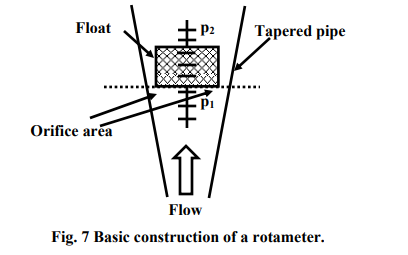 Float
p2
Tapered pipe
p1
Orifice area
Flow
Fig. 7 Basic construction of a rotameter.